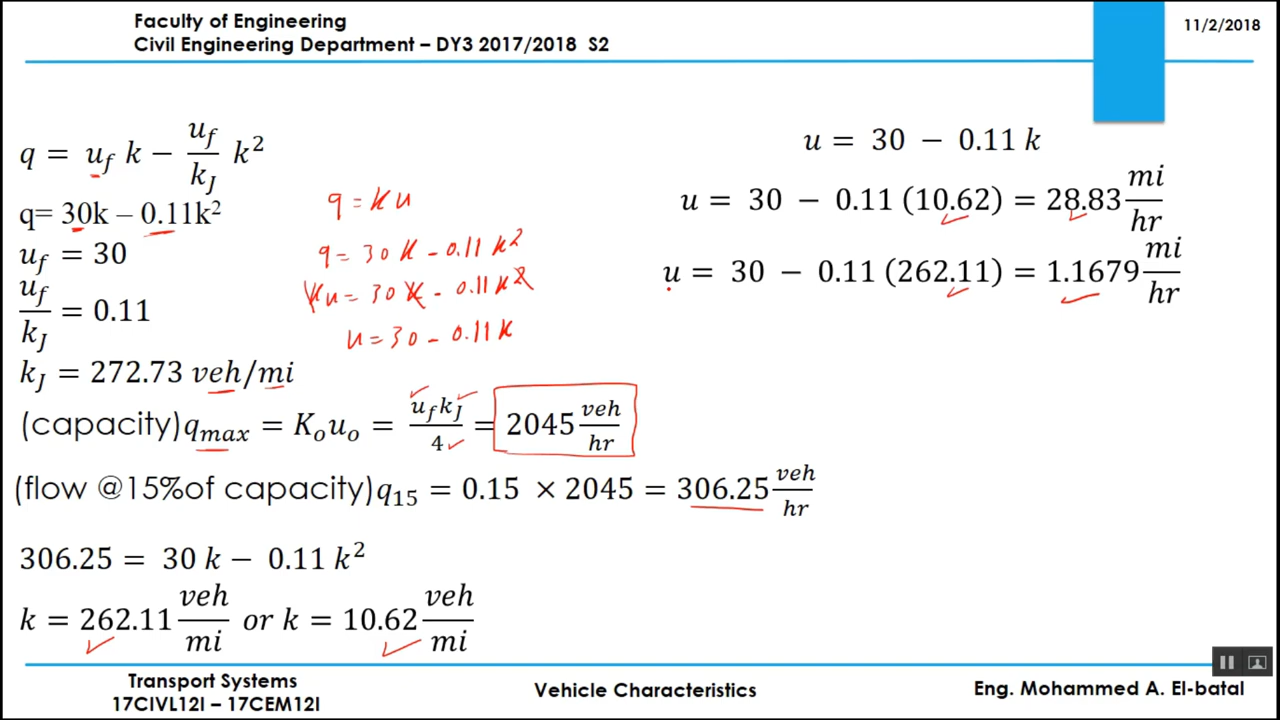 Faculty of Engineering
Civil Engineering Department – DY3 2017/2018 S2
11/2/2018
q = u_f k − u_f/k_J k²
q= 30k – 0.11k²
u_f = 30
u_f/k_J = 0.11
k_J = 272.73 veh/mi
(capacity)q_max = K_o u_o = u_f k_J/4 = 2045 veh/hr
(flow @15%of capacity)q_15 = 0.15 × 2045 = 306.25 veh/hr
306.25 = 30 k − 0.11 k²
k = 262.11 veh/mi or k = 10.62 veh/mi
q = K u
q = 30 K - 0.11 K²
K u = 30 K - 0.11 K²
u = 30 - 0.11 K
u = 30 − 0.11 k
u = 30 − 0.11 (10.62) = 28.83 mi/hr
u = 30 − 0.11 (262.11) = 1.1679 mi/hr
Transport Systems
17CIVL12I – 17CEM12I
Vehicle Characteristics
Eng. Mohammed A. El-batal